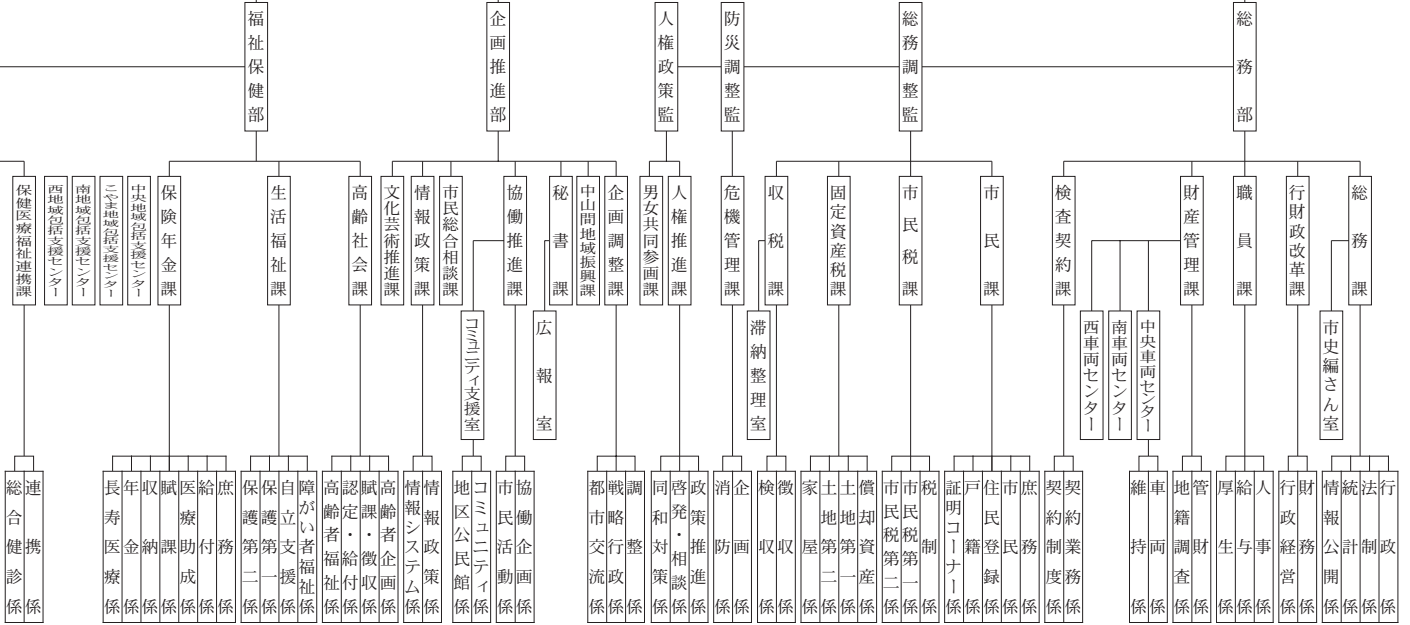 総務部
総務調整監
防災調整監
人権政策監
企画推進部
福祉保健部
総務課
行財政改革課
職員課
財産管理課
検査契約課
市民課
市民税課
固定資産税課
収税課
危機管理課
人権推進課
男女共同参画課
企画調整課
中山間地域振興課
秘書課
協働推進課
市民総合相談課
情報政策課
文化芸術推進課
高齢社会課
生活福祉課
保険年金課
中央地域包括支援センター
こやま地域包括支援センター
南地域包括支援センター
西地域包括支援センター
保健医療福祉連携課
市史編さん室
中央車両センター
南車両センター
西車両センター
滞納整理室
広報室
コミュニティ支援室
行政係
法制係
統計係
情報公開係
財務係
行政経営係
人事係
給与係
厚生係
管財係
地籍調査係
車両係
維持係
契約業務係
契約制度係
庶務係
市民係
住民登録係
戸籍係
証明コーナー係
税制係
市民税第一係
市民税第二係
償却資産係
土地第一係
土地第二係
家屋係
徴収係
検収係
企画係
消防係
政策推進係
啓発・相談係
同和対策係
調整係
戦略行政係
都市交流係
協働企画係
市民活動係
コミュニティ係
地区公民館係
情報政策係
情報システム係
高齢者企画係
賦課・徴収係
認定・給付係
高齢者福祉係
障がい者福祉係
自立支援係
保護第一係
保護第二係
庶務係
給付係
医療助成係
賦課係
収納係
年金係
長寿医療係
連携係
総合健診係